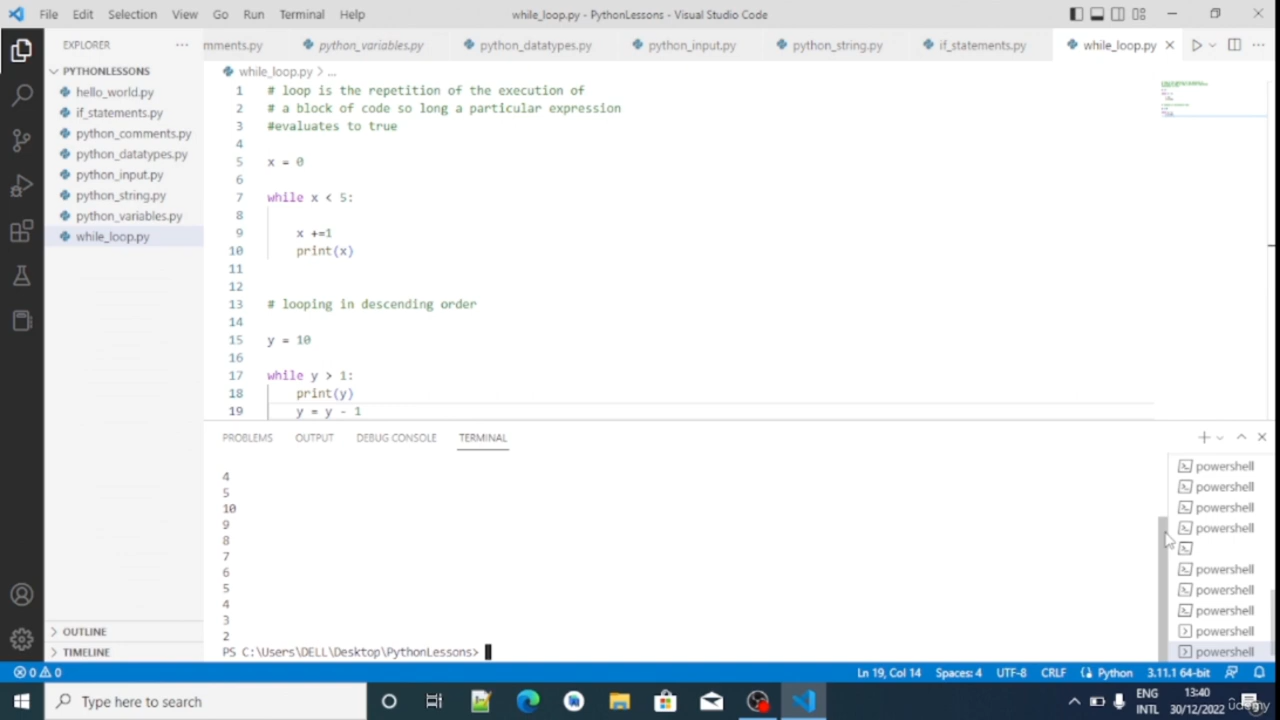 File Edit Selection View Go Run Terminal Help while_loop.py - PythonLessons - Visual Studio Code
EXPLORER
mments.py python_variables.py python_datatypes.py python_input.py python_string.py if_statements.py while_loop.py
PYTHONLESSONS
hello_world.py
if_statements.py
python_comments.py
python_datatypes.py
python_input.py
python_string.py
python_variables.py
while_loop.py
OUTLINE
TIMELINE
while_loop.py > ...
1 # loop is the repetition of the execution of
2 # a block of code so long a particular expression
3 #evaluates to true
4
5 x = 0
6
7 while x < 5:
8
9 x +=1
10 print(x)
11
12
13 # looping in descending order
14
15 y = 10
16
17 while y > 1:
18 print(y)
19 y = y - 1
PROBLEMS OUTPUT DEBUG CONSOLE TERMINAL
4
5
10
9
8
7
6
5
4
3
2
PS C:\Users\DELL\Desktop\PythonLessons>
powershell
powershell
powershell
powershell
powershell
powershell
powershell
powershell
powershell
0 0 Ln 19, Col 14 Spaces: 4 UTF-8 CRLF Python 3.11.1 64-bit
Type here to search
ENG
INTL
13:40
30/12/2022
udemy